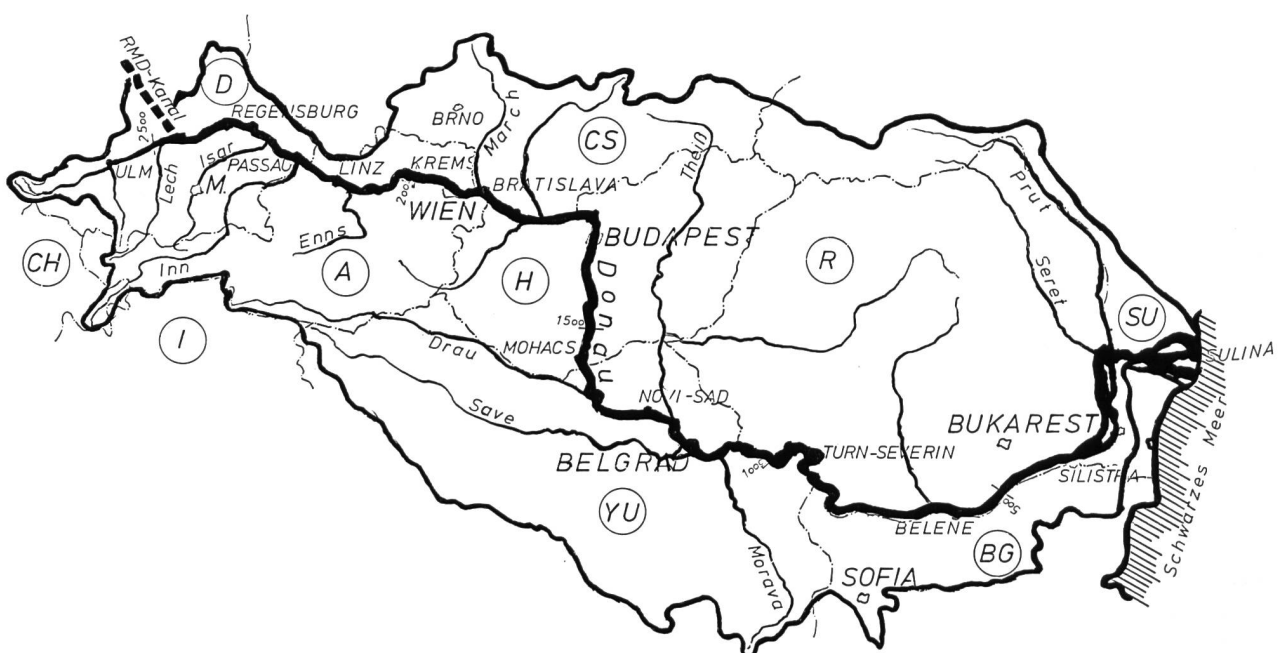 RMD-Kanal
D
REGENSBURG
2500
ULM
Lech
Isar
M.
PASSAU
LINZ
KREMS
2000
WIEN
BRNO
March
BRATISLAVA
CS
Theiß
BUDAPEST
Donau
CH
Inn
Enns
A
H
R
Prut
Seret
SU
SULINA
I
Drau
1500
MOHACS
Save
NOVI-SAD
BELGRAD
1000
TURN-SEVERIN
BUKAREST
SILISTRA
500
BELENE
YU
Morava
SOFIA
BG
Schwarzes Meer